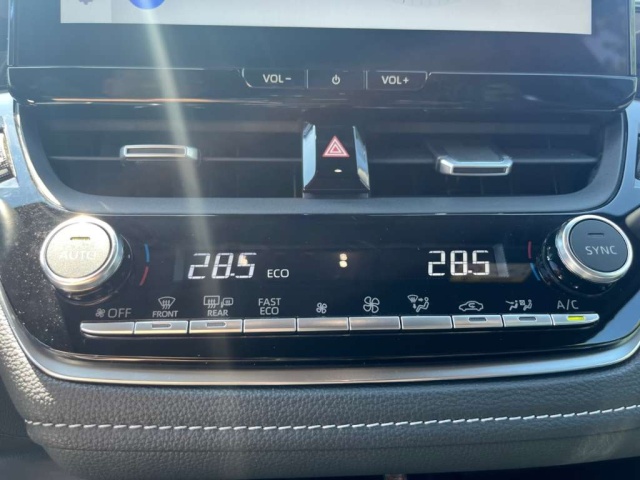 VOL− VOL+
AUTO SYNC
28.5 ECO 28.5
OFF FRONT REAR FAST ECO A/C